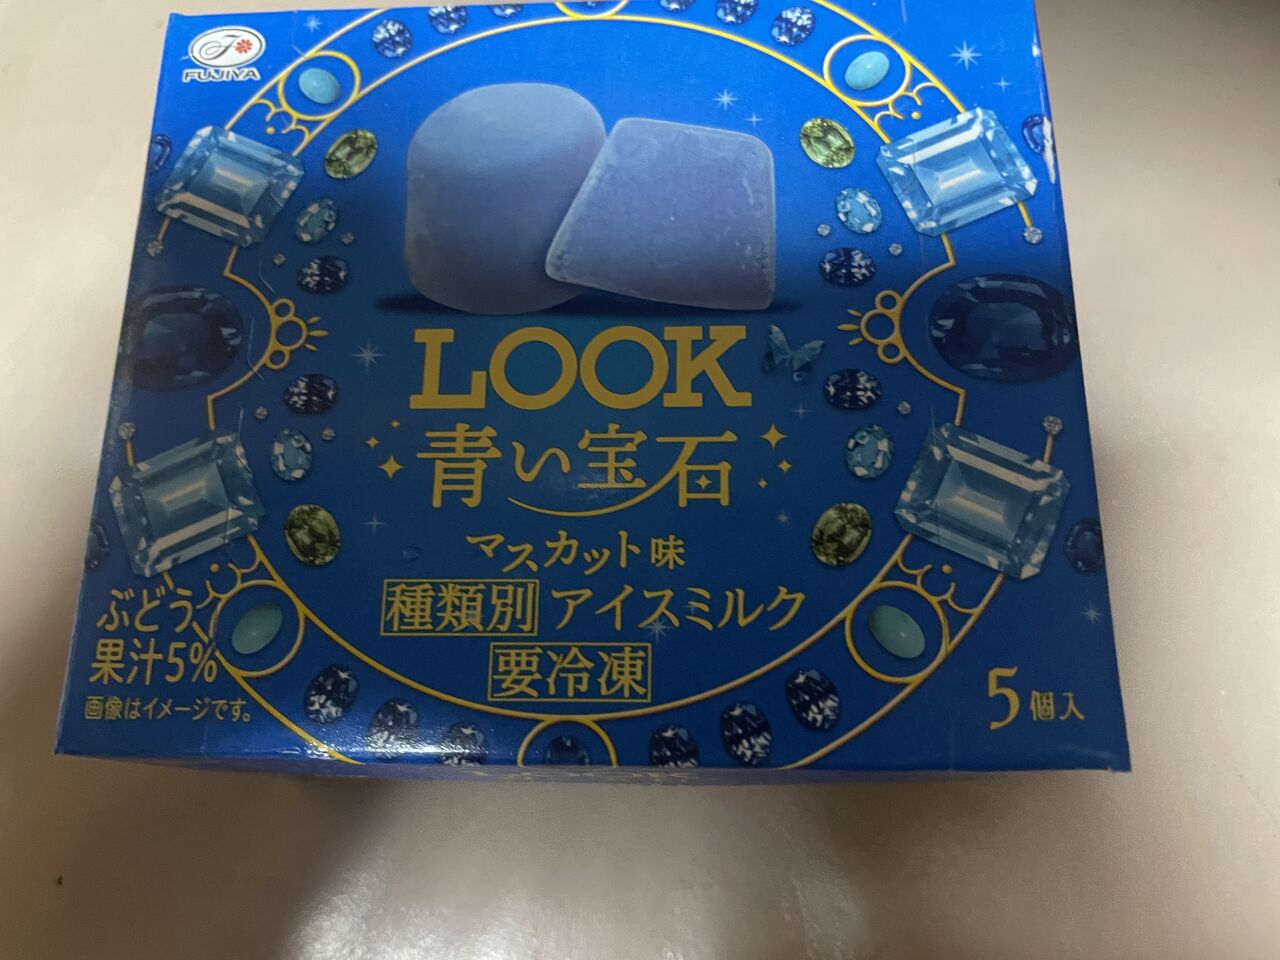 FUJIYA
LOOK
青い宝石
マスカット味
種類別 アイスミルク
要冷凍
ぶどう
果汁5%
画像はイメージです。
5個入